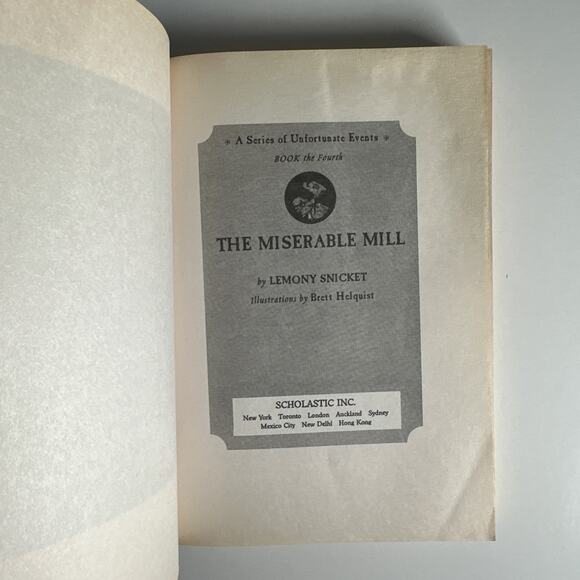 * A Series of Unfortunate Events *
BOOK the Fourth
THE MISERABLE MILL
by LEMONY SNICKET
Illustrations by Brett Helquist
SCHOLASTIC INC.
New York Toronto London Auckland Sydney
Mexico City New Delhi Hong Kong